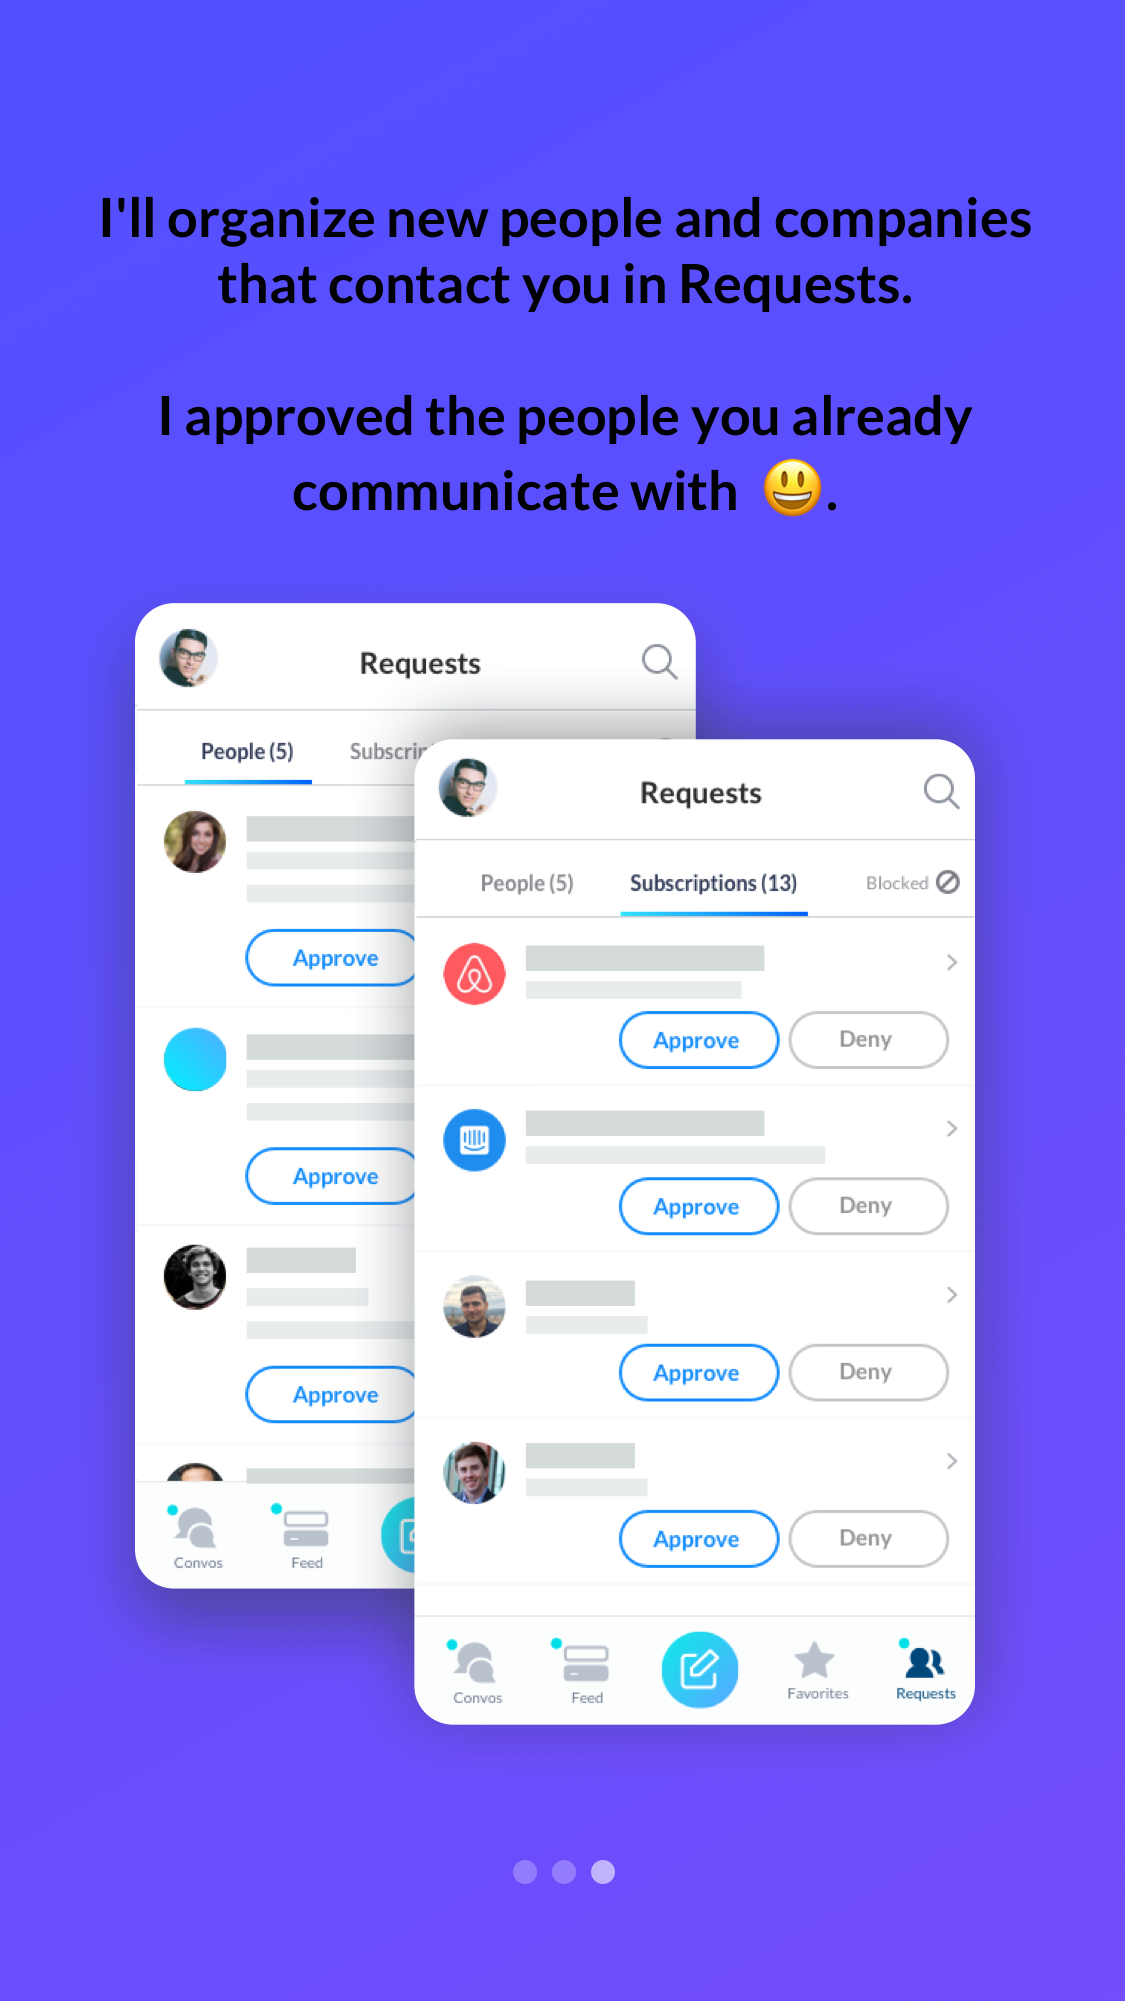 I'll organize new people and companies
that contact you in Requests.
I approved the people you already
communicate with 😃.
Requests
People (5)
Approve
Approve
Approve
Convos
Feed
Requests
People (5)
Subscriptions (13)
Blocked
Approve
Deny
Approve
Deny
Approve
Deny
Approve
Deny
Convos
Feed
Favorites
Requests